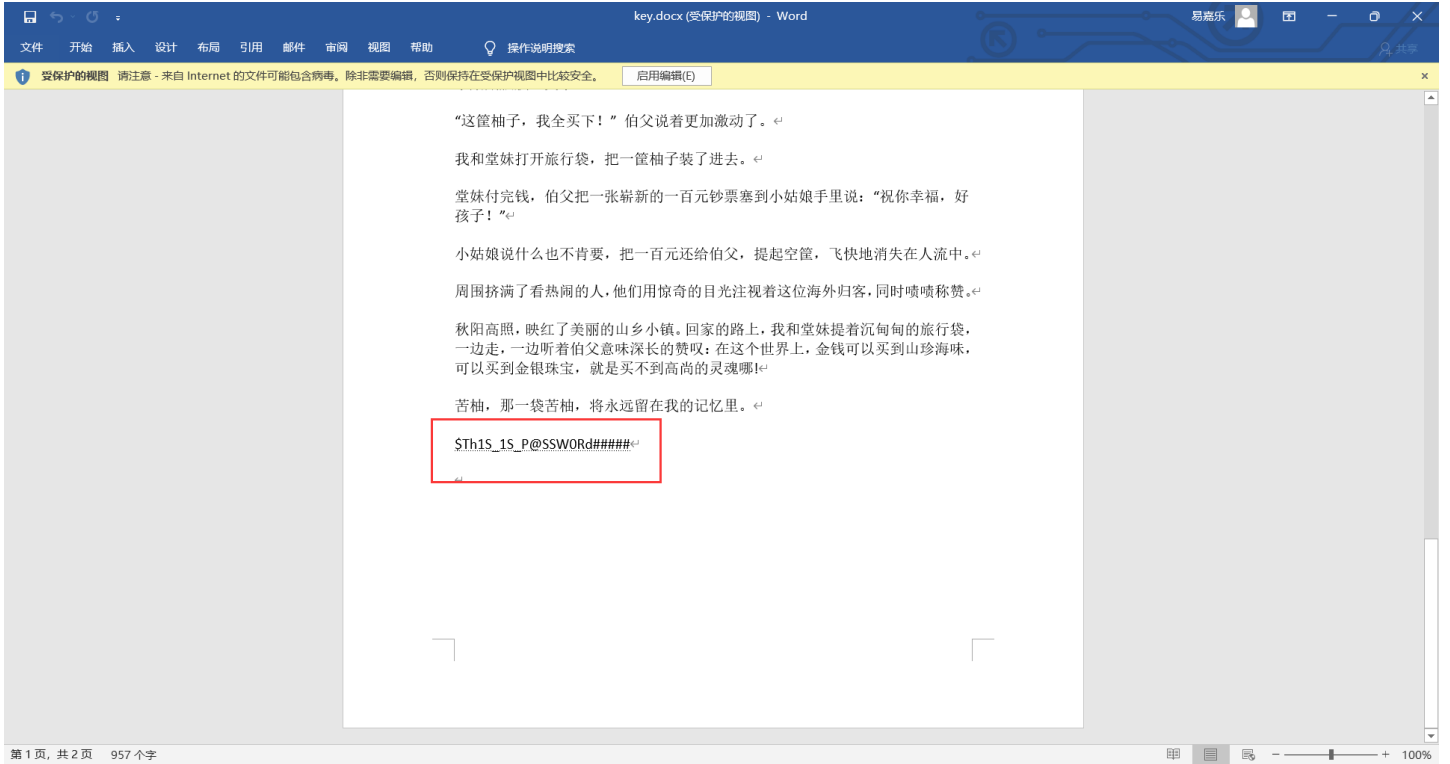 key.docx (受保护的视图) - Word
易嘉乐
文件 开始 插入 设计 布局 引用 邮件 审阅 视图 帮助 操作说明搜索 共享
受保护的视图 请注意 - 来自 Internet 的文件可能包含病毒。除非需要编辑，否则保持在受保护视图中比较安全。 启用编辑(E)
“这筐柚子，我全买下！” 伯父说着更加激动了。
我和堂妹打开旅行袋，把一筐柚子装了进去。
堂妹付完钱，伯父把一张崭新的一百元钞票塞到小姑娘手里说：“祝你幸福，好
孩子！”
小姑娘说什么也不肯要，把一百元还给伯父，提起空筐，飞快地消失在人流中。
周围挤满了看热闹的人，他们用惊奇的目光注视着这位海外归客，同时啧啧称赞。
秋阳高照，映红了美丽的山乡小镇。回家的路上，我和堂妹提着沉甸甸的旅行袋，
一边走，一边听着伯父意味深长的赞叹：在这个世界上，金钱可以买到山珍海味，
可以买到金银珠宝，就是买不到高尚的灵魂哪!
苦柚，那一袋苦柚，将永远留在我的记忆里。
$Th1S_1S_P@SSW0Rd#####
第 1 页，共 2 页 957 个字 100%